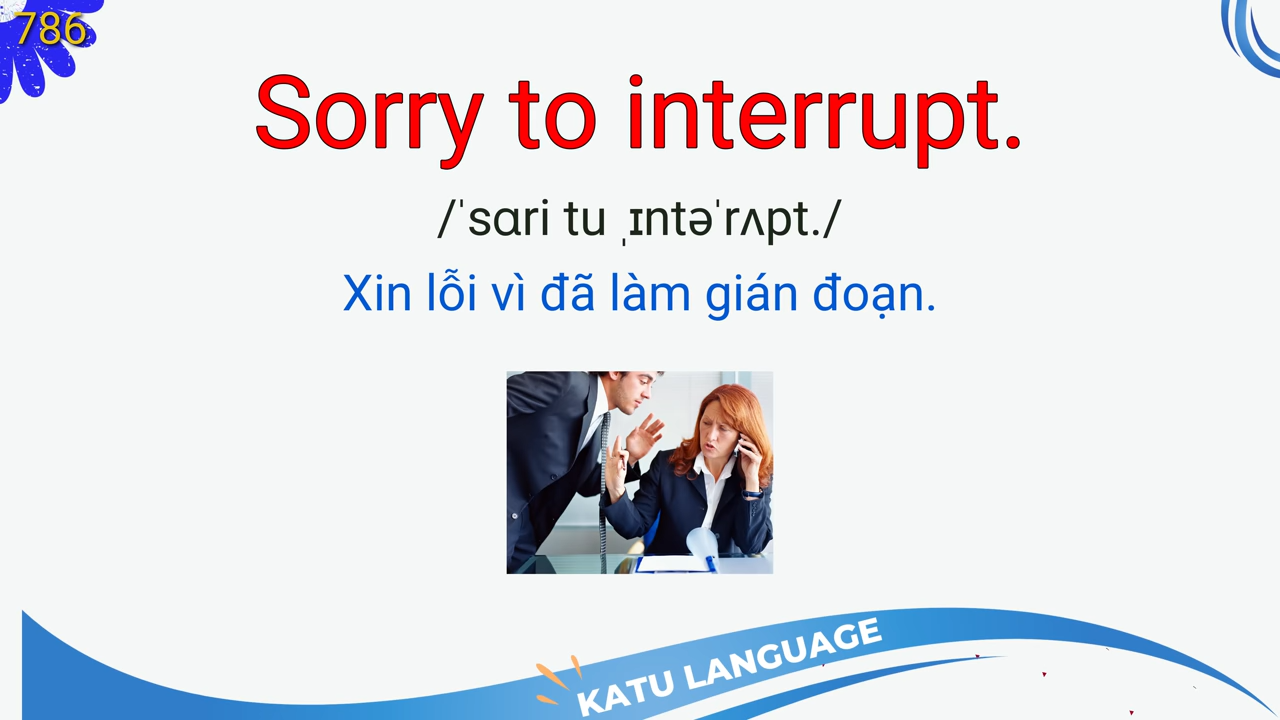 786
Sorry to interrupt.
/ˈsɑri tu ˌɪntəˈrʌpt./
Xin lỗi vì đã làm gián đoạn.
KATU LANGUAGE